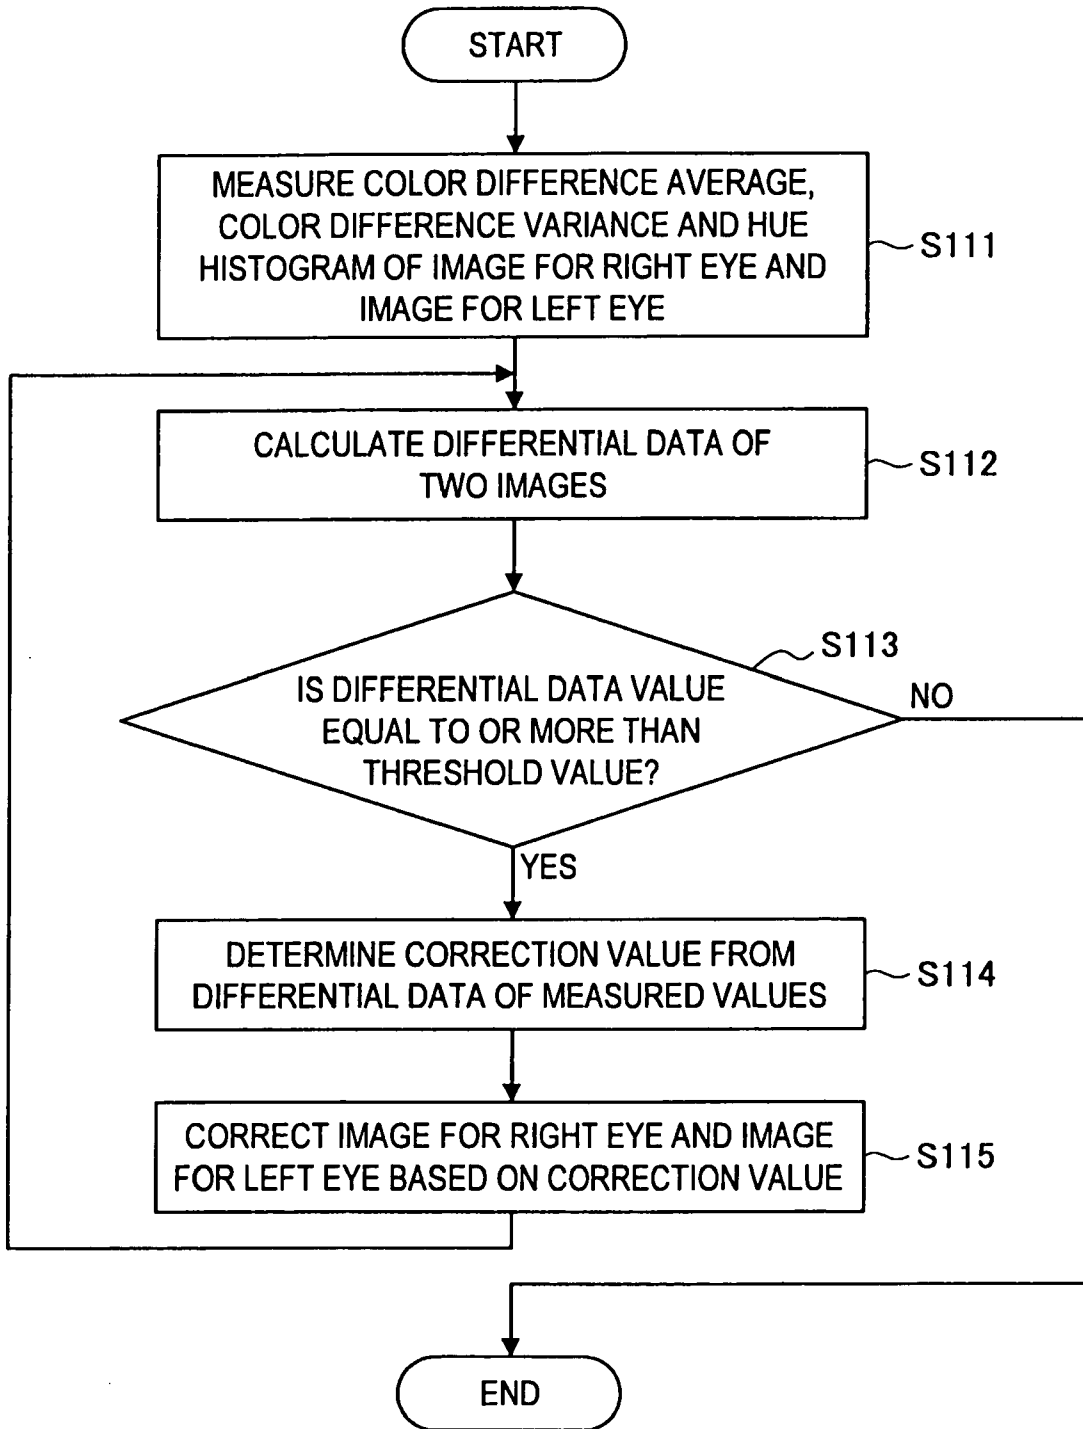 START
MEASURE COLOR DIFFERENCE AVERAGE,
COLOR DIFFERENCE VARIANCE AND HUE
HISTOGRAM OF IMAGE FOR RIGHT EYE AND
IMAGE FOR LEFT EYE
S111
CALCULATE DIFFERENTIAL DATA OF
TWO IMAGES
S112
S113
IS DIFFERENTIAL DATA VALUE
EQUAL TO OR MORE THAN
THRESHOLD VALUE?
NO
YES
DETERMINE CORRECTION VALUE FROM
DIFFERENTIAL DATA OF MEASURED VALUES
S114
CORRECT IMAGE FOR RIGHT EYE AND IMAGE
FOR LEFT EYE BASED ON CORRECTION VALUE
S115
END